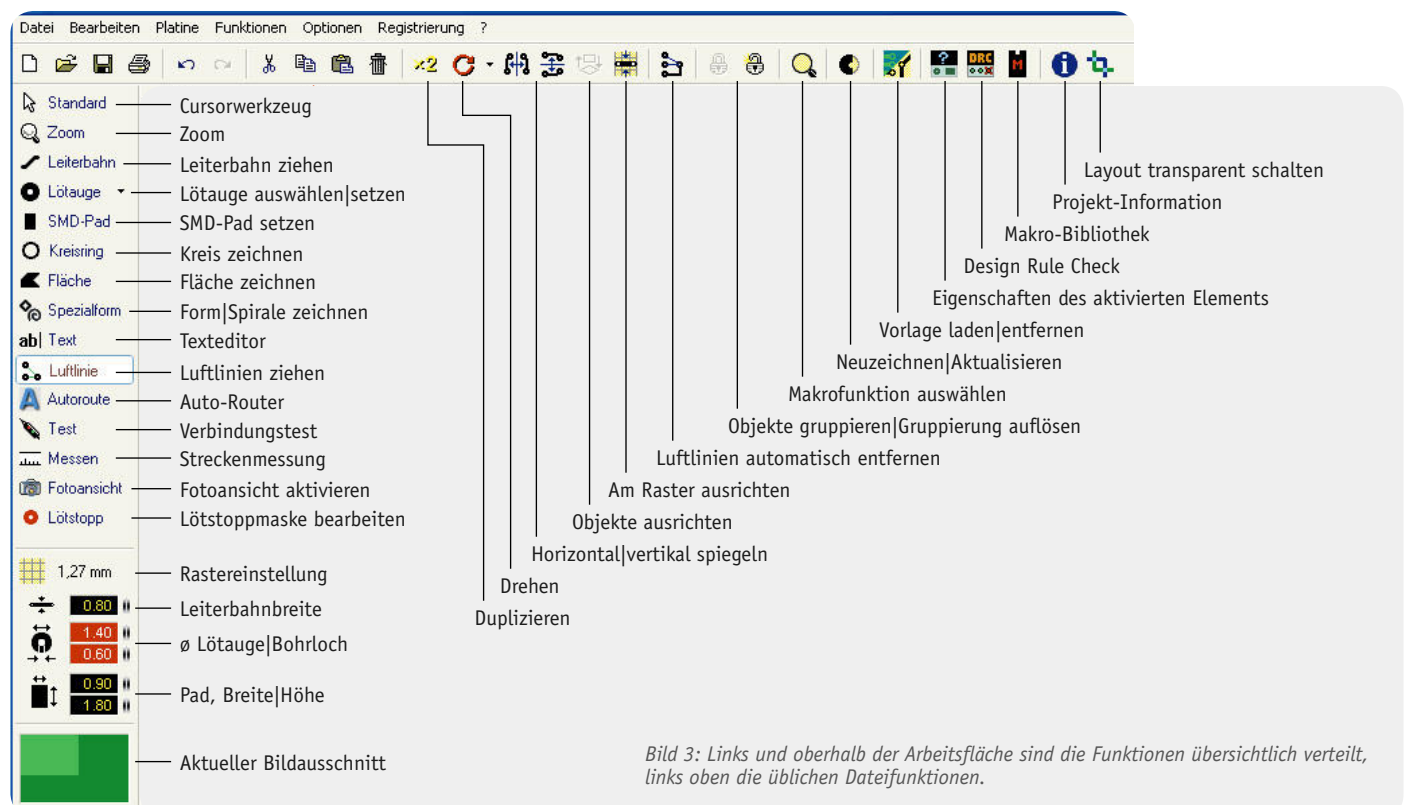 Datei Bearbeiten Platine Funktionen Optionen Registrierung ?
×2 ? DRC M i
Standard Cursorwerkzeug
Zoom Zoom
Leiterbahn Leiterbahn ziehen
Lötauge Lötauge auswählen|setzen
SMD-Pad SMD-Pad setzen
Kreisring Kreis zeichnen
Fläche Fläche zeichnen
Spezialform Form|Spirale zeichnen
ab| Text Texteditor
Luftlinie Luftlinien ziehen
A Autoroute Auto-Router
Test Verbindungstest
Messen Streckenmessung
Fotoansicht Fotoansicht aktivieren
Lötstopp Lötstoppmaske bearbeiten
1,27 mm Rastereinstellung
0.80 Leiterbahnbreite
1.40
0.60
ø Lötauge|Bohrloch
0.90
1.80
Pad, Breite|Höhe
Aktueller Bildausschnitt
Layout transparent schalten
Projekt-Information
Makro-Bibliothek
Design Rule Check
Eigenschaften des aktivierten Elements
Vorlage laden|entfernen
Neuzeichnen|Aktualisieren
Makrofunktion auswählen
Objekte gruppieren|Gruppierung auflösen
Luftlinien automatisch entfernen
Am Raster ausrichten
Objekte ausrichten
Horizontal|vertikal spiegeln
Drehen
Duplizieren
Bild 3: Links und oberhalb der Arbeitsfläche sind die Funktionen übersichtlich verteilt,
links oben die üblichen Dateifunktionen.